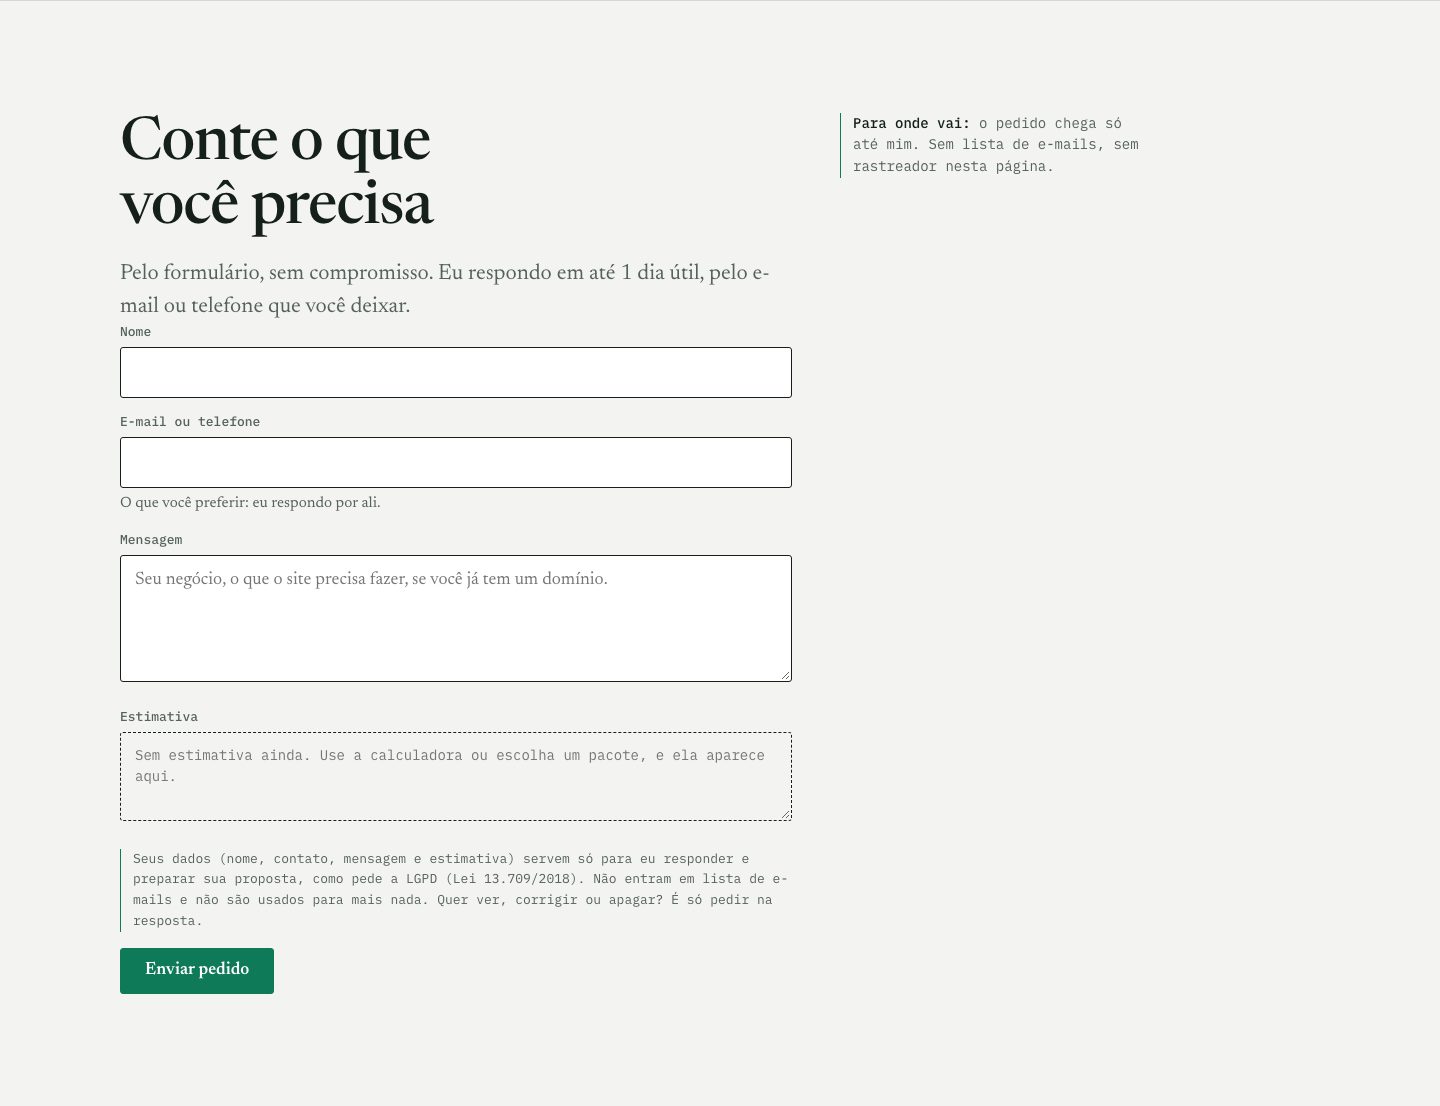 Conte o que
você precisa
Pelo formulário, sem compromisso. Eu respondo em até 1 dia útil, pelo e-
mail ou telefone que você deixar.
Nome
E-mail ou telefone
O que você preferir: eu respondo por ali.
Mensagem
Seu negócio, o que o site precisa fazer, se você já tem um domínio.
Estimativa
Sem estimativa ainda. Use a calculadora ou escolha um pacote, e ela aparece
aqui.
Seus dados (nome, contato, mensagem e estimativa) servem só para eu responder e
preparar sua proposta, como pede a LGPD (Lei 13.709/2018). Não entram em lista de e-
mails e não são usados para mais nada. Quer ver, corrigir ou apagar? É só pedir na
resposta.
Enviar pedido
Para onde vai: o pedido chega só
até mim. Sem lista de e-mails, sem
rastreador nesta página.